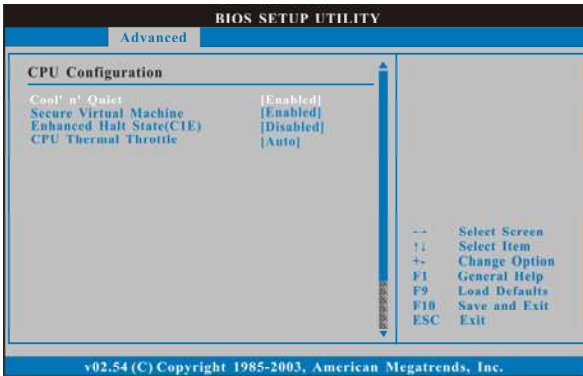 BIOS SETUP UTILITY
Advanced
CPU Configuration
Cool' n' Quiet [Enabled]
Secure Virtual Machine [Enabled]
Enhanced Halt State(C1E) [Disabled]
CPU Thermal Throttle [Auto]
←→ Select Screen
↑↓ Select Item
+- Change Option
F1 General Help
F9 Load Defaults
F10 Save and Exit
ESC Exit
v02.54 (C) Copyright 1985-2003, American Megatrends, Inc.